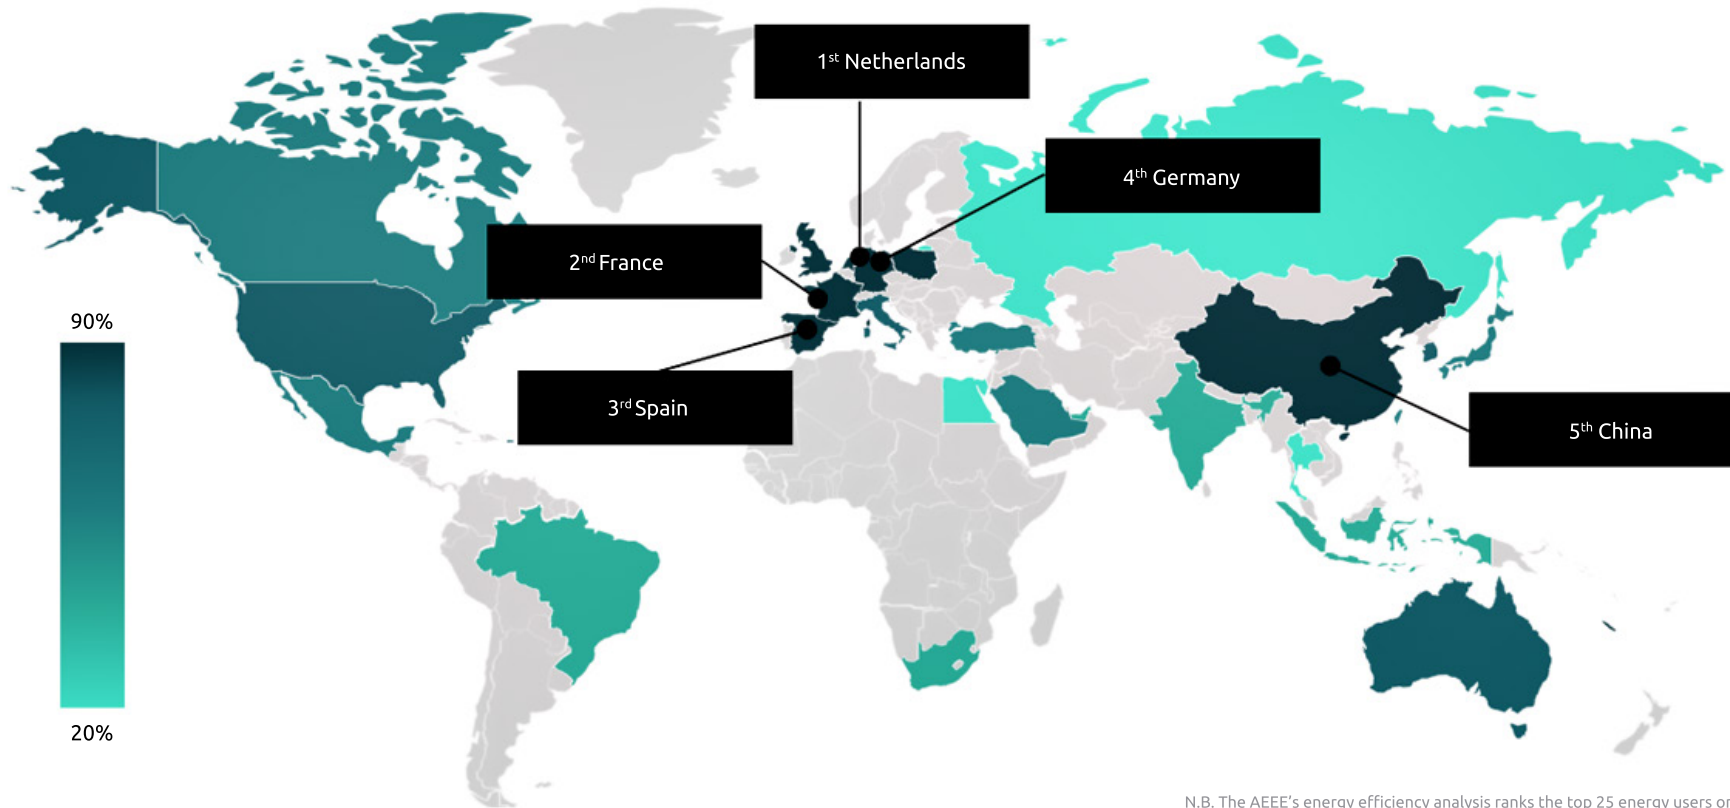 1st Netherlands
4th Germany
2nd France
90%
3rd Spain
5th China
20%
N.B. The AEEE's energy efficiency analysis ranks the top 25 energy users